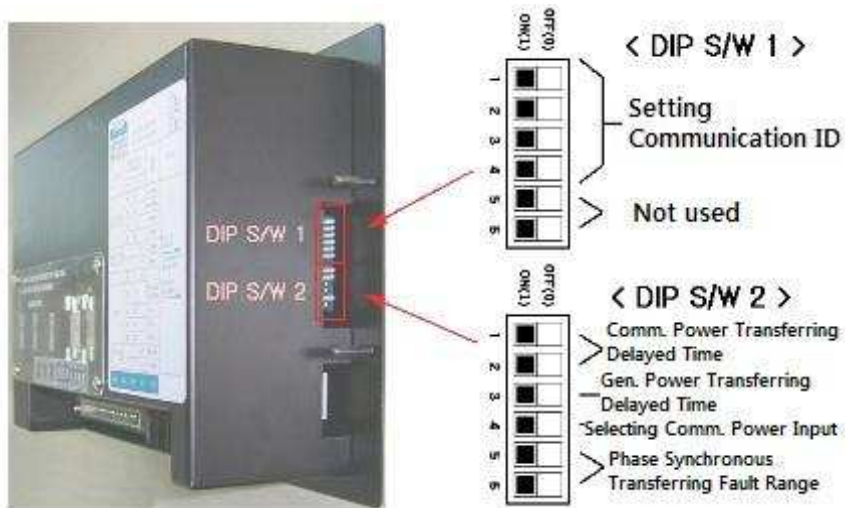 DIP S/W 1
DIP S/W 2
ON(1) OFF(0)
< DIP S/W 1 >
1
2
3
4
5
6
Setting
Communication ID
Not used
ON(1) OFF(0)
< DIP S/W 2 >
1
2
3
4
5
6
Comm. Power Transferring
Delayed Time
Gen. Power Transferring
Delayed Time
Selecting Comm. Power Input
Phase Synchronous
Transferring Fault Range